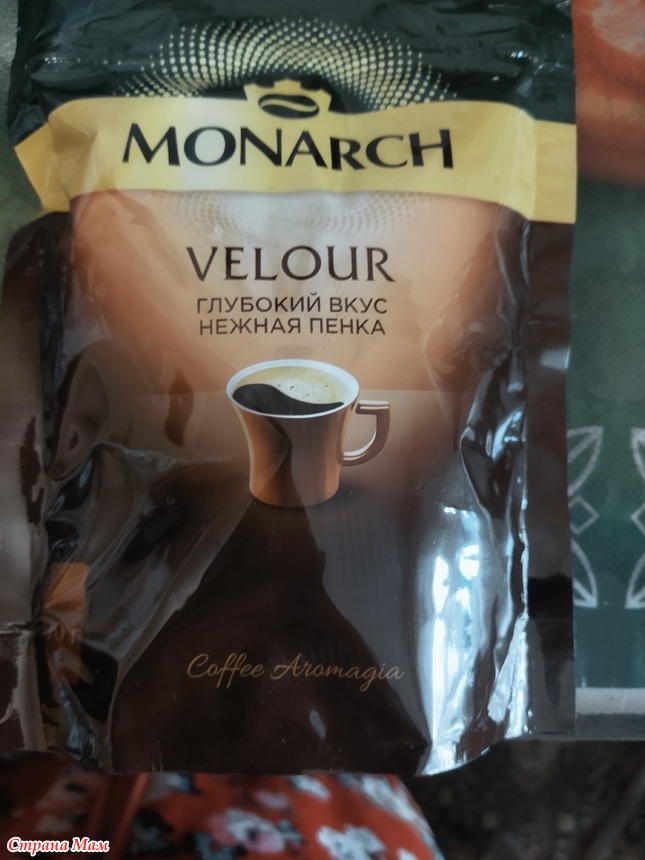 MONARCH
VELOUR
ГЛУБОКИЙ ВКУС
НЕЖНАЯ ПЕНКА
Coffee Aromagia
Страна Мам